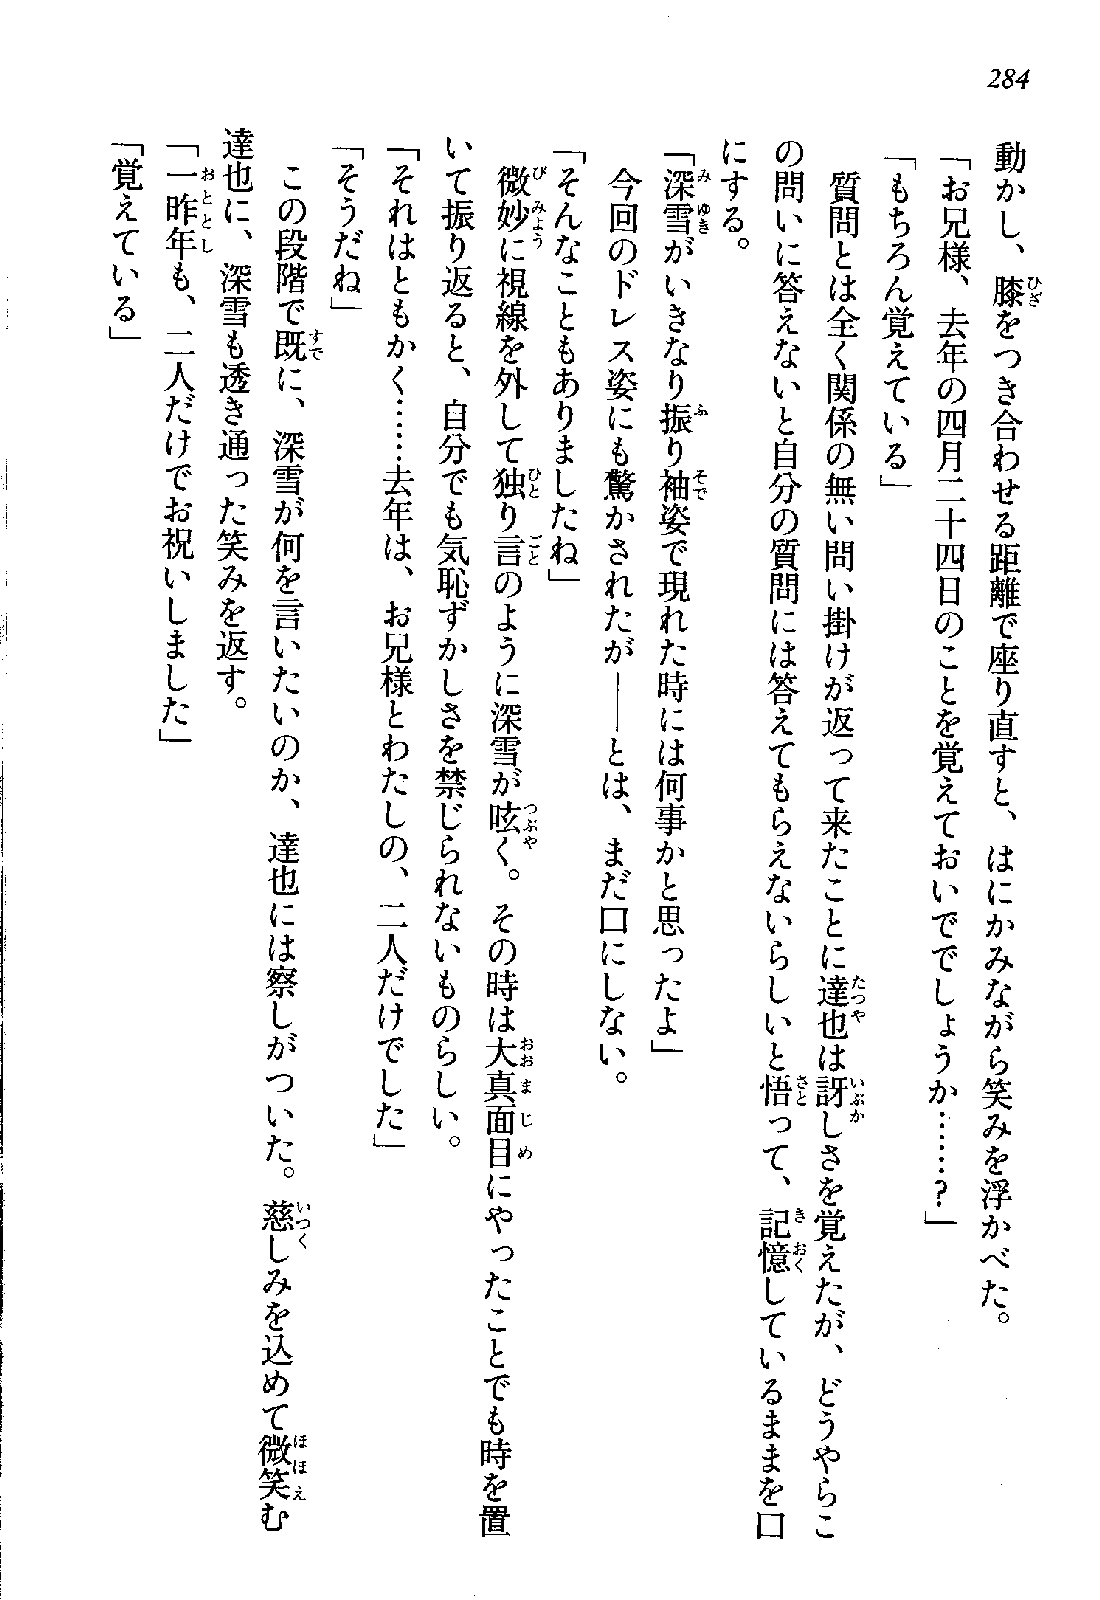 284
動かし、膝をつき合わせる距離で座り直すと、はにかみながら笑みを浮かべた。
「お兄様、去年の四月二十四日のことを覚えておいででしょうか……?」
「もちろん覚えている」
質問とは全く関係の無い問い掛けが返って来たことに達也は訝しさを覚えたが、どうやらこ
の問いに答えないと自分の質問には答えてもらえないらしいと悟って、記憶しているままを口
にする。
「深雪がいきなり振り袖姿で現れた時には何事かと思ったよ」
今回のドレス姿にも驚かされたが――とは、まだ口にしない。
「そんなこともありましたね」
微妙に視線を外して独り言のように深雪が呟く。その時は大真面目にやったことでも時を置
いて振り返ると、自分でも気恥ずかしさを禁じられないものらしい。
「それはともかく……去年は、お兄様とわたしの、二人だけでした」
「そうだね」
この段階で既に、深雪が何を言いたいのか、達也には察しがついた。慈しみを込めて微笑む
達也に、深雪も透き通った笑みを返す。
「一昨年も、二人だけでお祝いしました」
「覚えている」